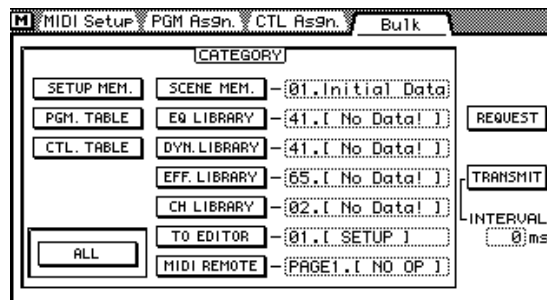 M MIDI Setup PGM Asgn. CTL Asgn. Bulk
CATEGORY
SETUP MEM. SCENE MEM. 01.Initial Data
PGM. TABLE EQ LIBRARY 41.[ No Data! ] REQUEST
CTL. TABLE DYN.LIBRARY 41.[ No Data! ]
EFF. LIBRARY 65.[ No Data! ] TRANSMIT
CH LIBRARY 02.[ No Data! ] INTERVAL
TO EDITOR 01.[ SETUP ] 0 ms
ALL MIDI REMOTE PAGE1.[ NO OP ]